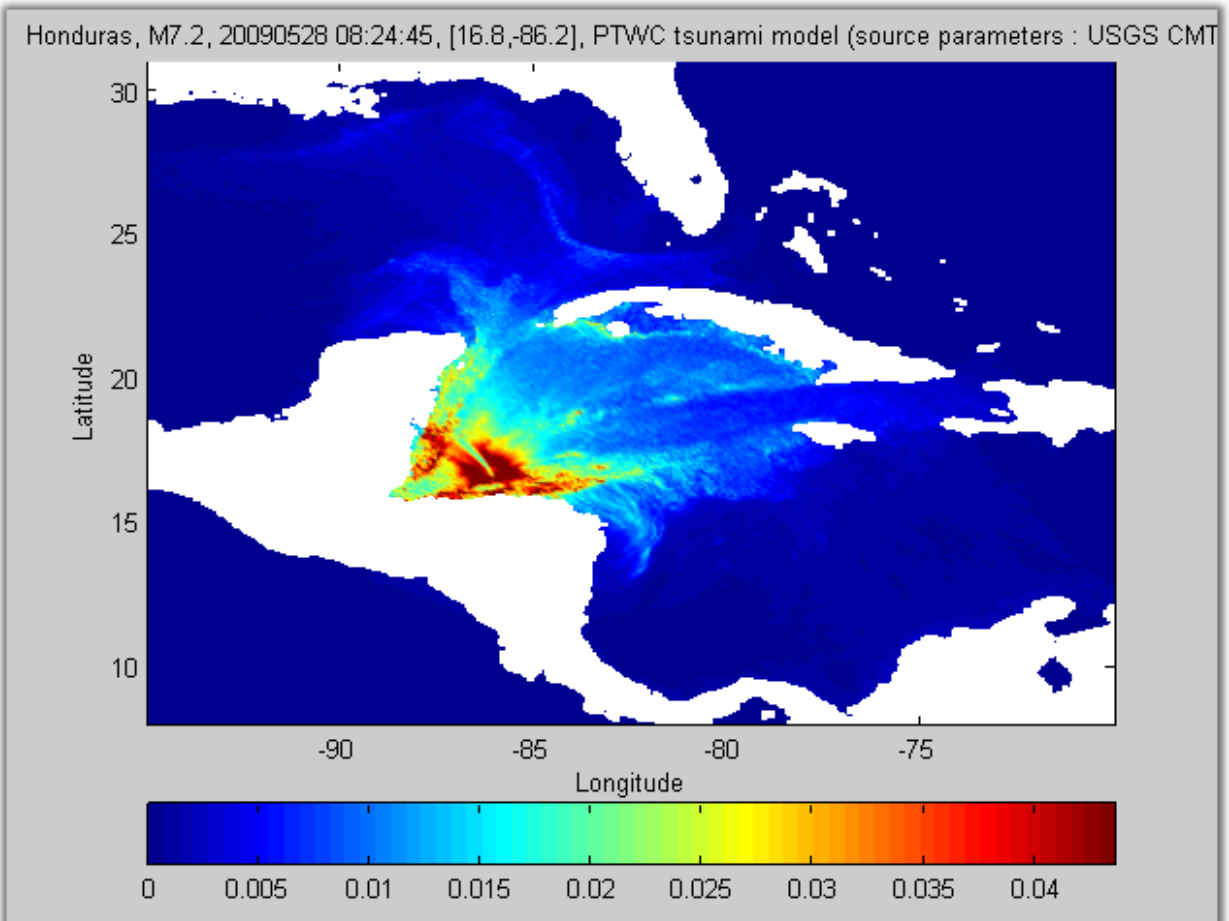 Honduras, M7.2, 20090528 08:24:45, [16.8,-86.2], PTWC tsunami model (source parameters : USGS CMT
30
25
20
15
10
Latitude
-90 -85 -80 -75
Longitude
0 0.005 0.01 0.015 0.02 0.025 0.03 0.035 0.04